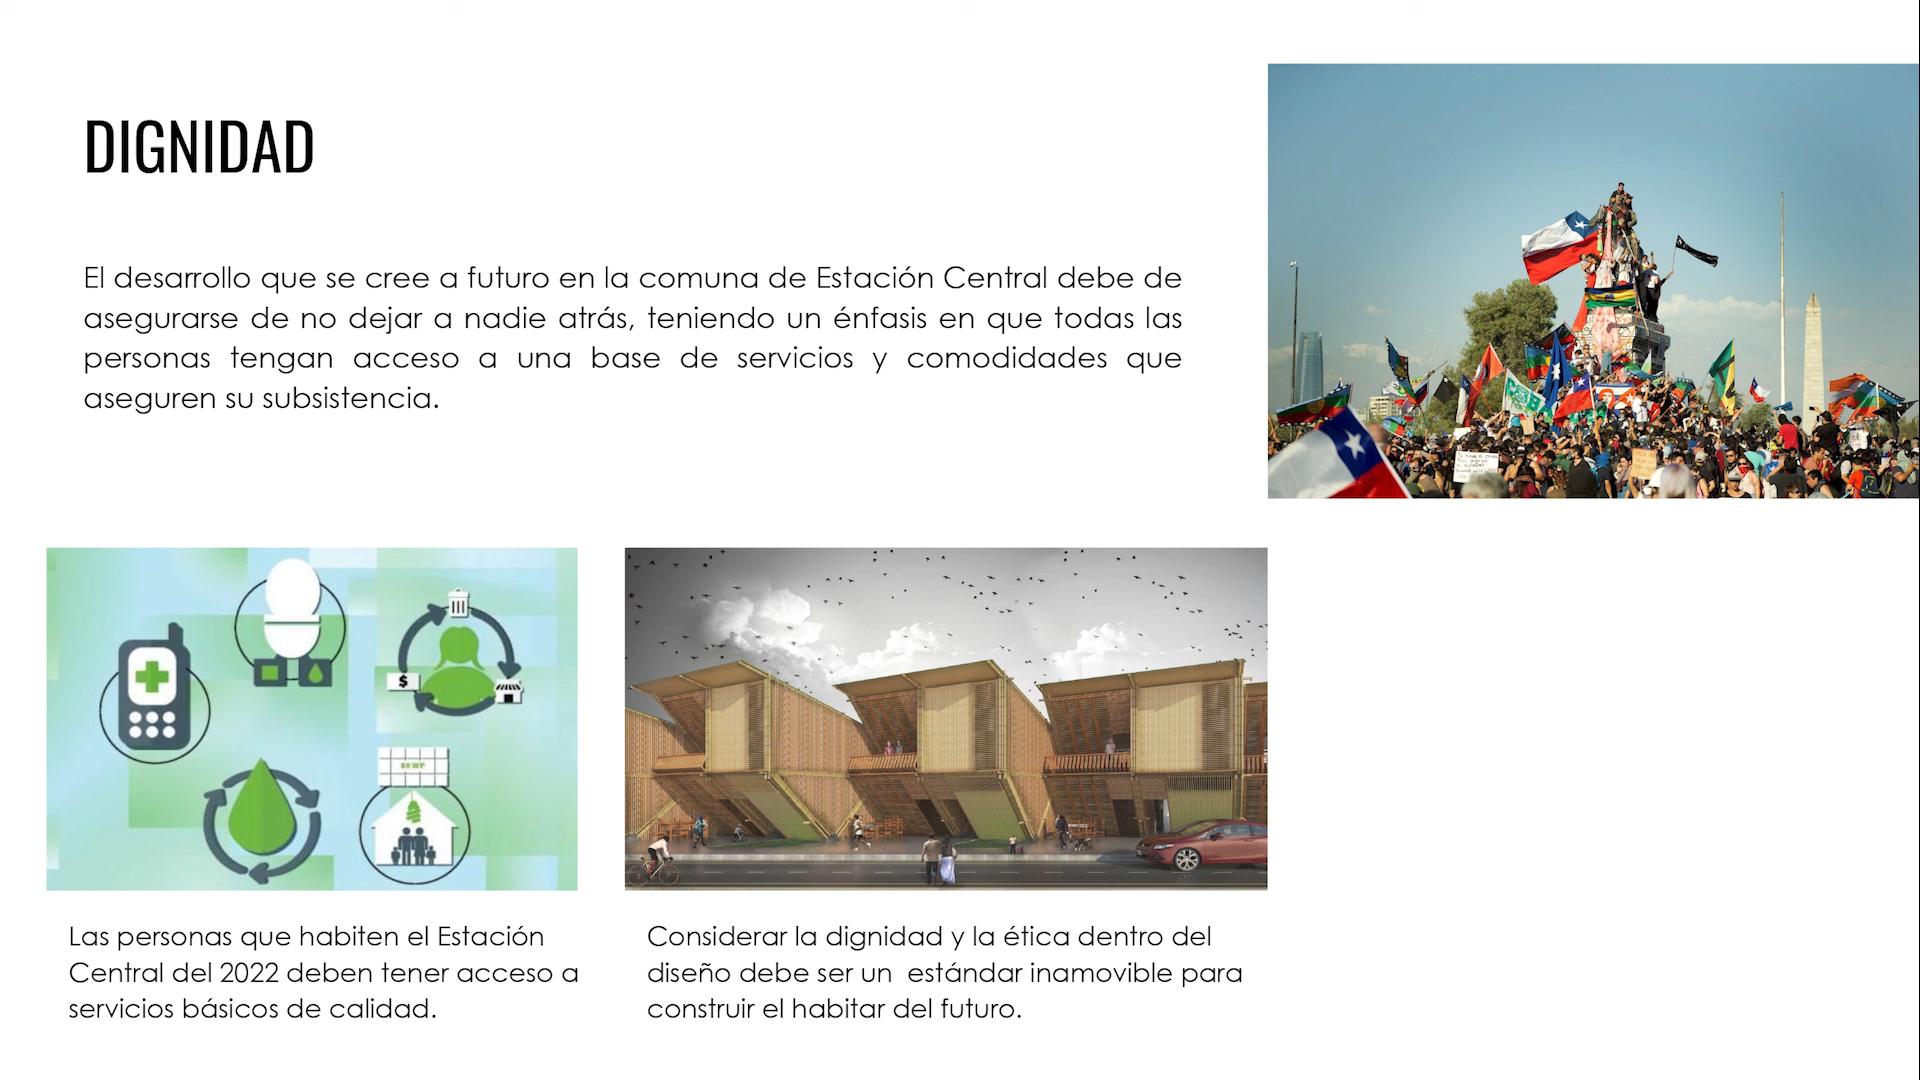 DIGNIDAD
El desarrollo que se cree a futuro en la comuna de Estación Central debe de
asegurarse de no dejar a nadie atrás, teniendo un énfasis en que todas las
personas tengan acceso a una base de servicios y comodidades que
aseguren su subsistencia.
$
80 WP
Las personas que habiten el Estación
Central del 2022 deben tener acceso a
servicios básicos de calidad.
Considerar la dignidad y la ética dentro del
diseño debe ser un  estándar inamovible para
construir el habitar del futuro.